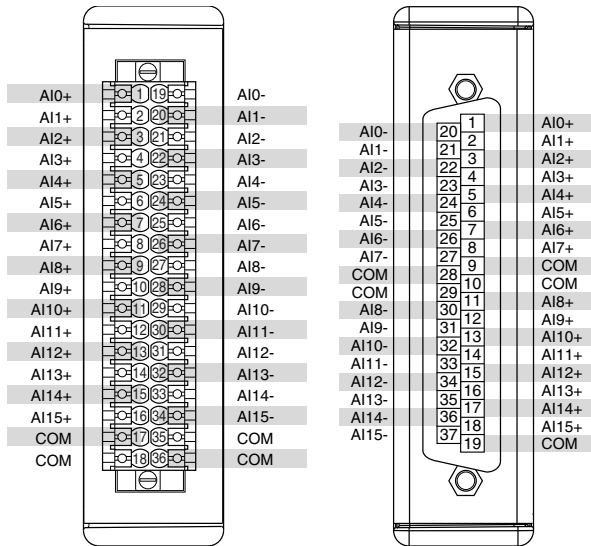 AI0+ 1 19 AI0-
AI1+ 2 20 AI1-
AI2+ 3 21 AI2-
AI3+ 4 22 AI3-
AI4+ 5 23 AI4-
AI5+ 6 24 AI5-
AI6+ 7 25 AI6-
AI7+ 8 26 AI7-
AI8+ 9 27 AI8-
AI9+ 10 28 AI9-
AI10+ 11 29 AI10-
AI11+ 12 30 AI11-
AI12+ 13 31 AI12-
AI13+ 14 32 AI13-
AI14+ 15 33 AI14-
AI15+ 16 34 AI15-
COM 17 35 COM
COM 18 36 COM
1 AI0+
AI0- 20
2 AI1+
AI1- 21
3 AI2+
AI2- 22
4 AI3+
AI3- 23
5 AI4+
AI4- 24
6 AI5+
AI5- 25
7 AI6+
AI6- 26
8 AI7+
AI7- 27
9 COM
COM 28
10 COM
COM 29
11 AI8+
AI8- 30
12 AI9+
AI9- 31
13 AI10+
AI10- 32
14 AI11+
AI11- 33
15 AI12+
AI12- 34
16 AI13+
AI13- 35
17 AI14+
AI14- 36
18 AI15+
AI15- 37
19 COM